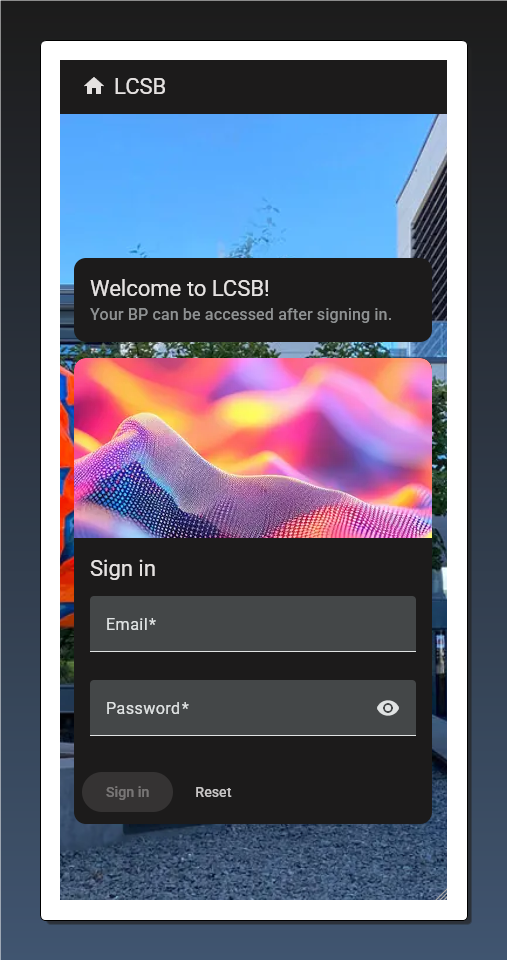 LCSB
Welcome to LCSB!
Your BP can be accessed after signing in.
Sign in
Email*
Password*
Sign in
Reset